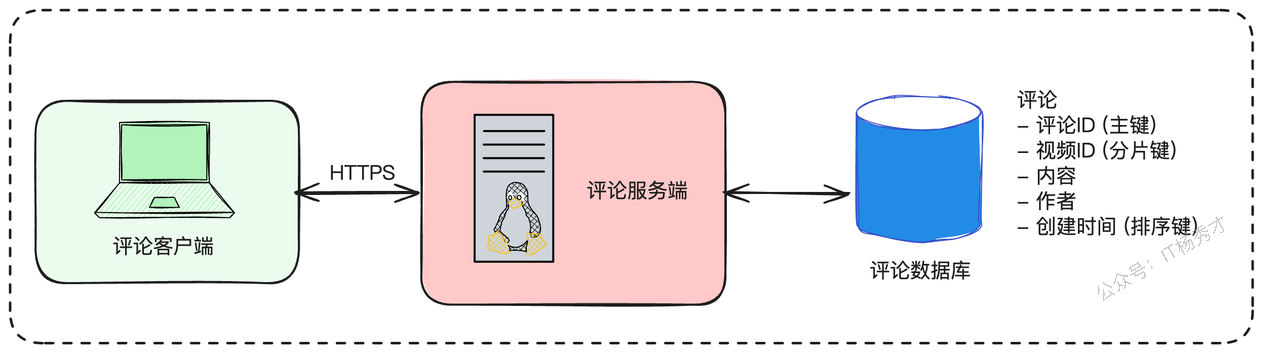 评论客户端
HTTPS
评论服务端
评论数据库
评论
– 评论ID (主键)
– 视频ID (分片键)
– 内容
– 作者
– 创建时间 (排序键)
公众号：IT杨秀才